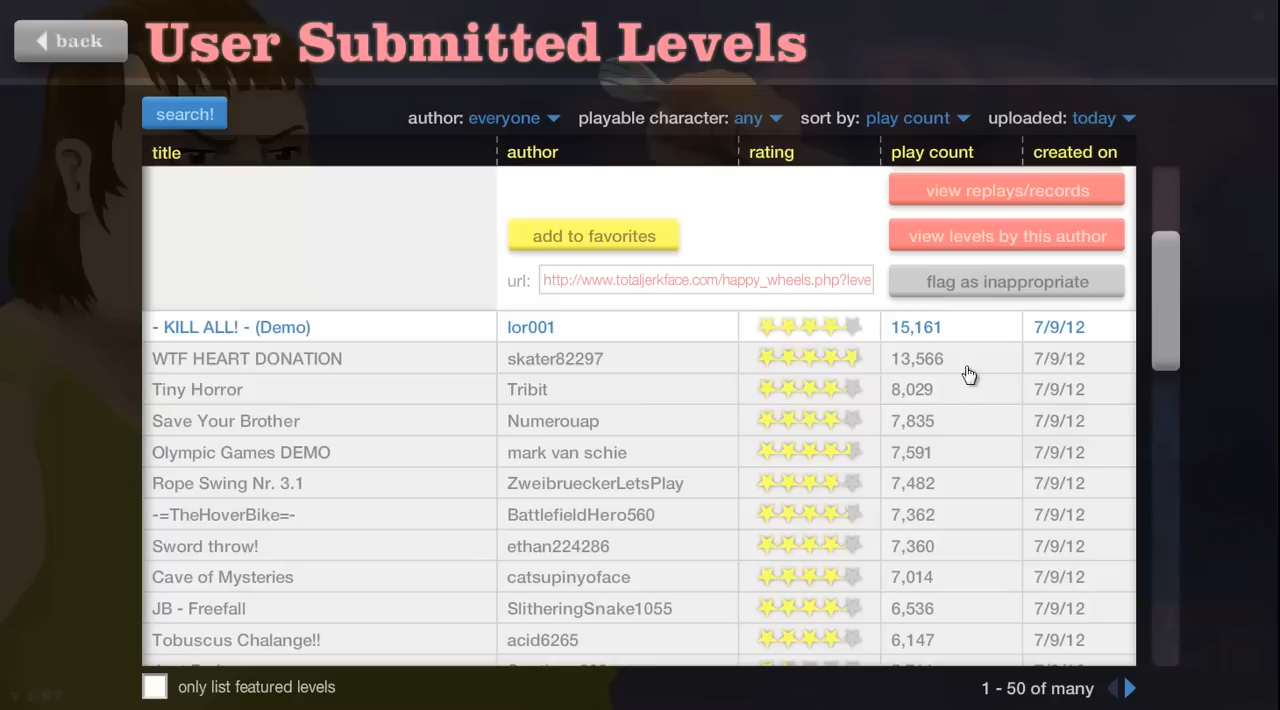 back
User Submitted Levels
search!
author: everyone playable character: any sort by: play count uploaded: today
title author rating play count created on
view replays/records
add to favorites view levels by this author
url: http://www.totaljerkface.com/happy_wheels.php?leve flag as inappropriate
- KILL ALL! - (Demo) lor001 15,161 7/9/12
WTF HEART DONATION skater82297 13,566 7/9/12
Tiny Horror Tribit 8,029 7/9/12
Save Your Brother Numerouap 7,835 7/9/12
Olympic Games DEMO mark van schie 7,591 7/9/12
Rope Swing Nr. 3.1 ZweibrueckerLetsPlay 7,482 7/9/12
-=TheHoverBike=- BattlefieldHero560 7,362 7/9/12
Sword throw! ethan224286 7,360 7/9/12
Cave of Mysteries catsupinyoface 7,014 7/9/12
JB - Freefall SlitheringSnake1055 6,536 7/9/12
Tobuscus Chalange!! acid6265 6,147 7/9/12
only list featured levels 1 - 50 of many